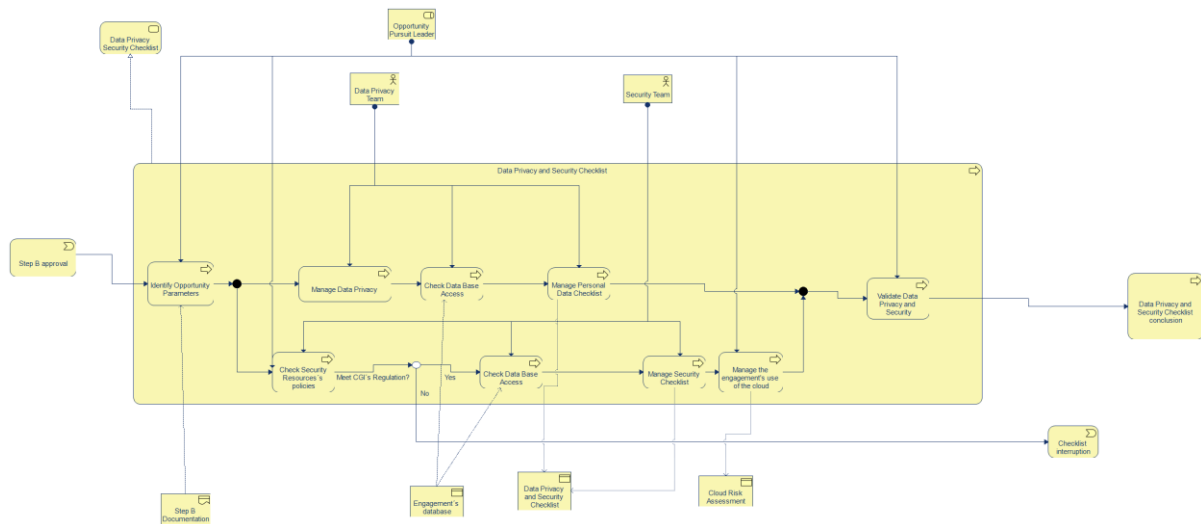 Opportunity
Pursuit Leader
Data Privacy
Security Checklist
Data Privacy
Team
Security Team
Data Privacy and Security Checklist
Step B approval
Identify Opportunity
Parameters
Manage Data Privacy
Check Data Base
Access
Manage Personal
Data Checklist
Validate Data
Privacy and
Security
Data Privacy and
Security Checklist
conclusion
Check Security
Resources´s
policies
Meet CGI´s Regulation?
Yes
No
Check Data Base
Access
Manage Security
Checklist
Manage the
engagement's use
of the cloud
Checklist
interruption
Step B
Documentation
Engagement´s
database
Data Privacy
and Security
Checklist
Cloud Risk
Assessment